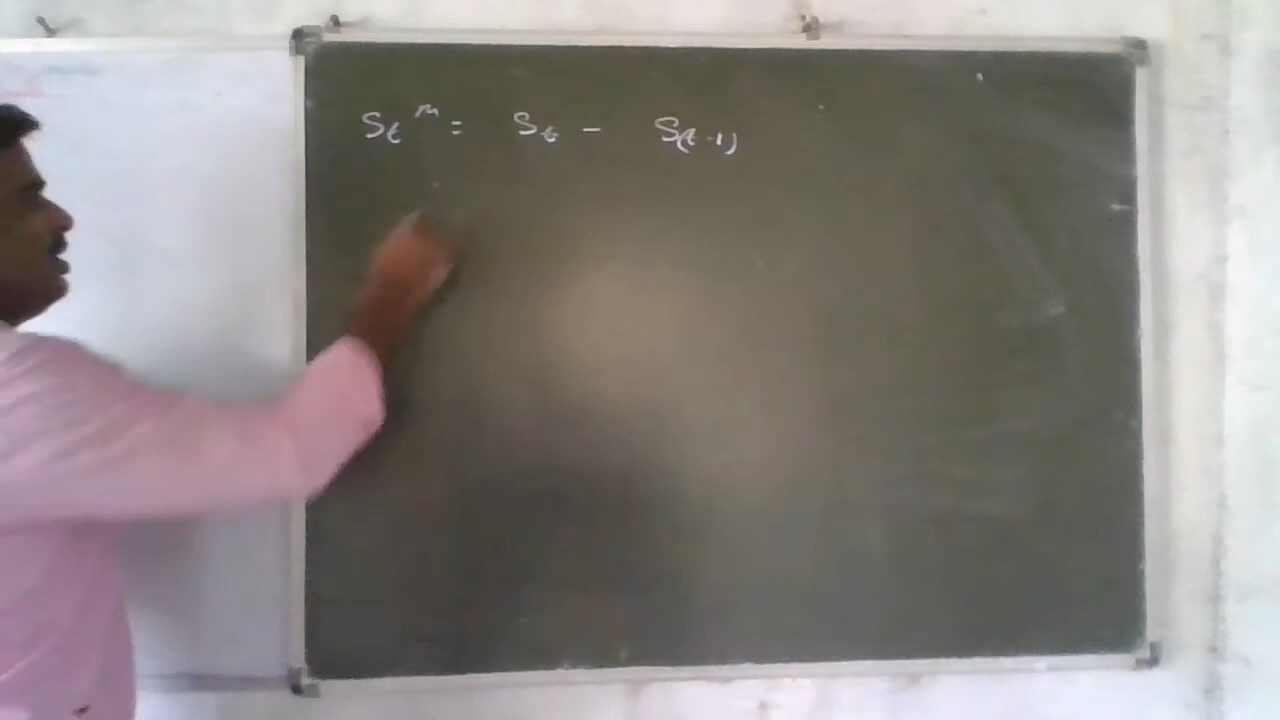 Sₜᵐ = Sₜ - S₍ₜ₋₁₎